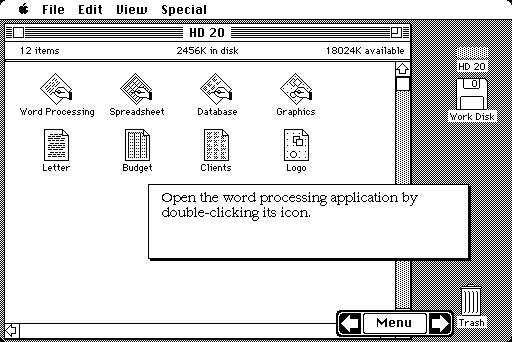 File Edit View Special
HD 20
12 items 2456K in disk 18024K available
HD 20
Word Processing Spreadsheet Database Graphics
Work Disk
Letter Budget Clients Logo
Open the word processing application by
double-clicking its icon.
Menu
Trash